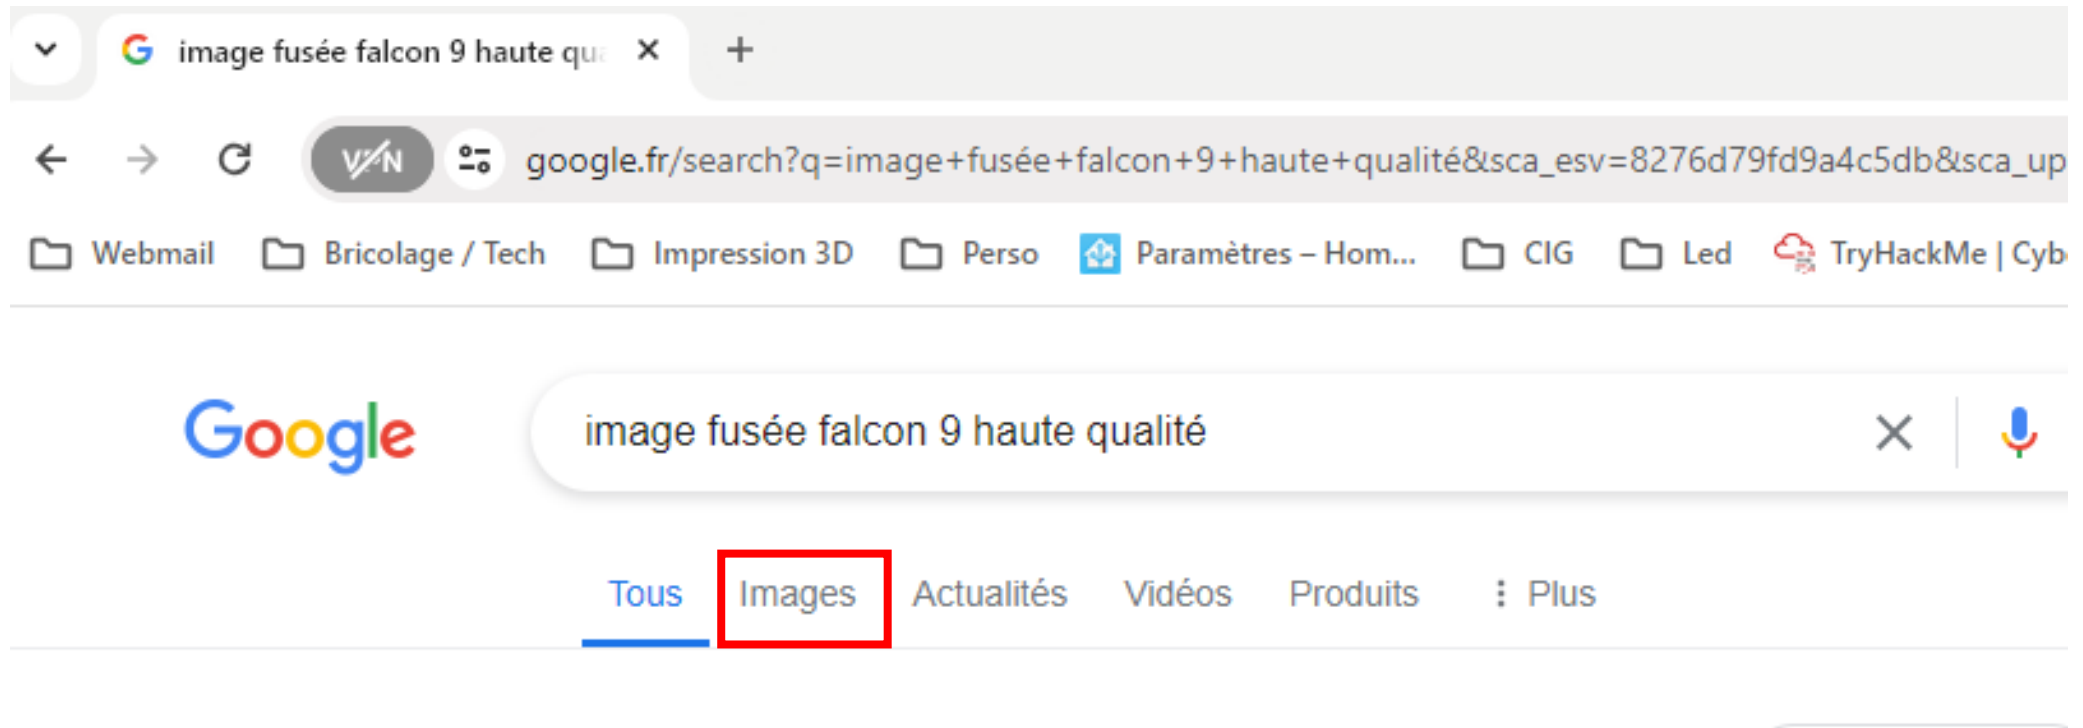 image fusée falcon 9 haute
VPN google.fr/search?q=image+fusée+falcon+9+haute+qualité&sca_esv=8276d79fd9a4c5db&sca_up
Webmail Bricolage / Tech Impression 3D Perso Paramètres – Hom... CIG Led TryHackMe | Cyb
Google image fusée falcon 9 haute qualité
Tous Images Actualités Vidéos Produits Plus